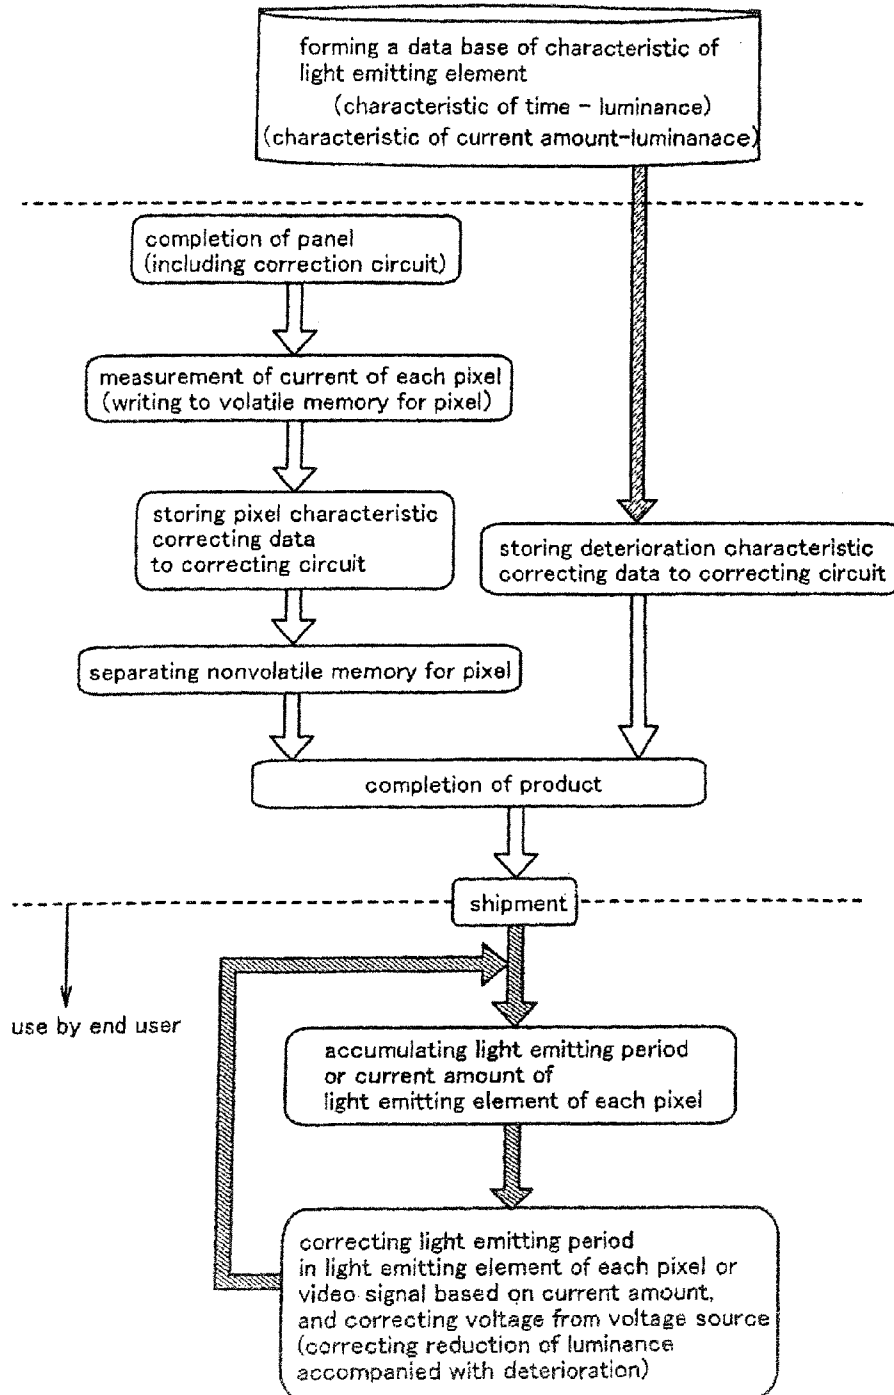 forming a data base of characteristic of
light emitting element
(characteristic of time - luminance)
(characteristic of current amount-luminanace)
completion of panel
(including correction circuit)
measurement of current of each pixel
(writing to volatile memory for pixel)
storing pixel characteristic
correcting data
to correcting circuit
storing deterioration characteristic
correcting data to correcting circuit
separating nonvolatile memory for pixel
completion of product
shipment
use by end user
accumulating light emitting period
or current amount of
light emitting element of each pixel
correcting light emitting period
in light emitting element of each pixel or
video signal based on current amount,
and correcting voltage from voltage source
(correcting reduction of luminance
accompanied with deterioration)